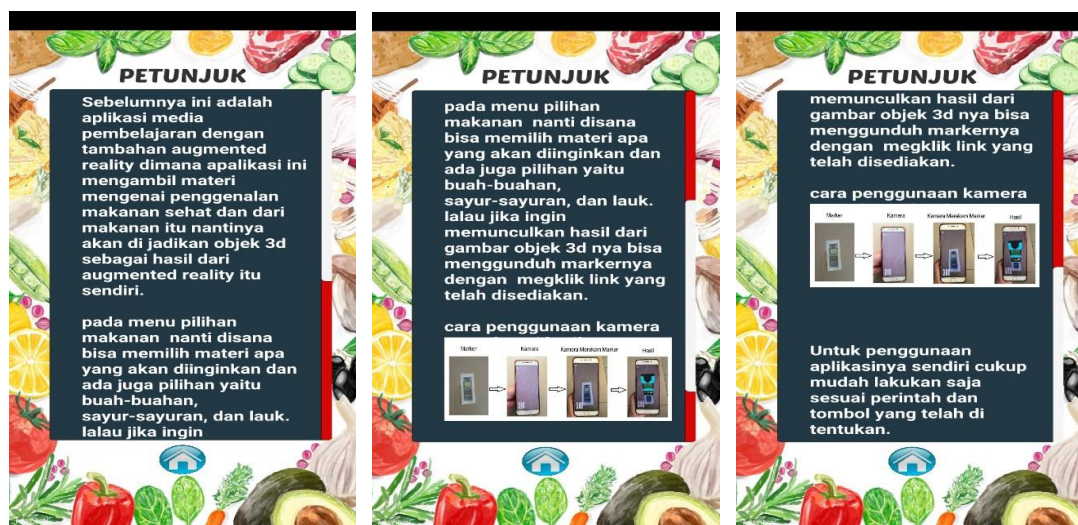 PETUNJUK
Sebelumnya ini adalah
aplikasi media
pembelajaran dengan
tambahan augmented
reality dimana apalikasi ini
mengambil materi
mengenai penggenalan
makanan sehat dan dari
makanan itu nantinya
akan di jadikan objek 3d
sebagai hasil dari
augmented reality itu
sendiri.
pada menu pilihan
makanan nanti disana
bisa memilih materi apa
yang akan diinginkan dan
ada juga pilihan yaitu
buah-buahan,
sayur-sayuran, dan lauk.
lalau jika ingin
PETUNJUK
pada menu pilihan
makanan nanti disana
bisa memilih materi apa
yang akan diinginkan dan
ada juga pilihan yaitu
buah-buahan,
sayur-sayuran, dan lauk.
lalau jika ingin
memunculkan hasil dari
gambar objek 3d nya bisa
menggunduh markernya
dengan megklik link yang
telah disediakan.
cara penggunaan kamera
Marker Kamera Kamera Merekam Marker Hasil
PETUNJUK
memunculkan hasil dari
gambar objek 3d nya bisa
menggunduh markernya
dengan megklik link yang
telah disediakan.
cara penggunaan kamera
Marker Kamera Kamera Merekam Marker Hasil
Untuk penggunaan
aplikasinya sendiri cukup
mudah lakukan saja
sesuai perintah dan
tombol yang telah di
tentukan.